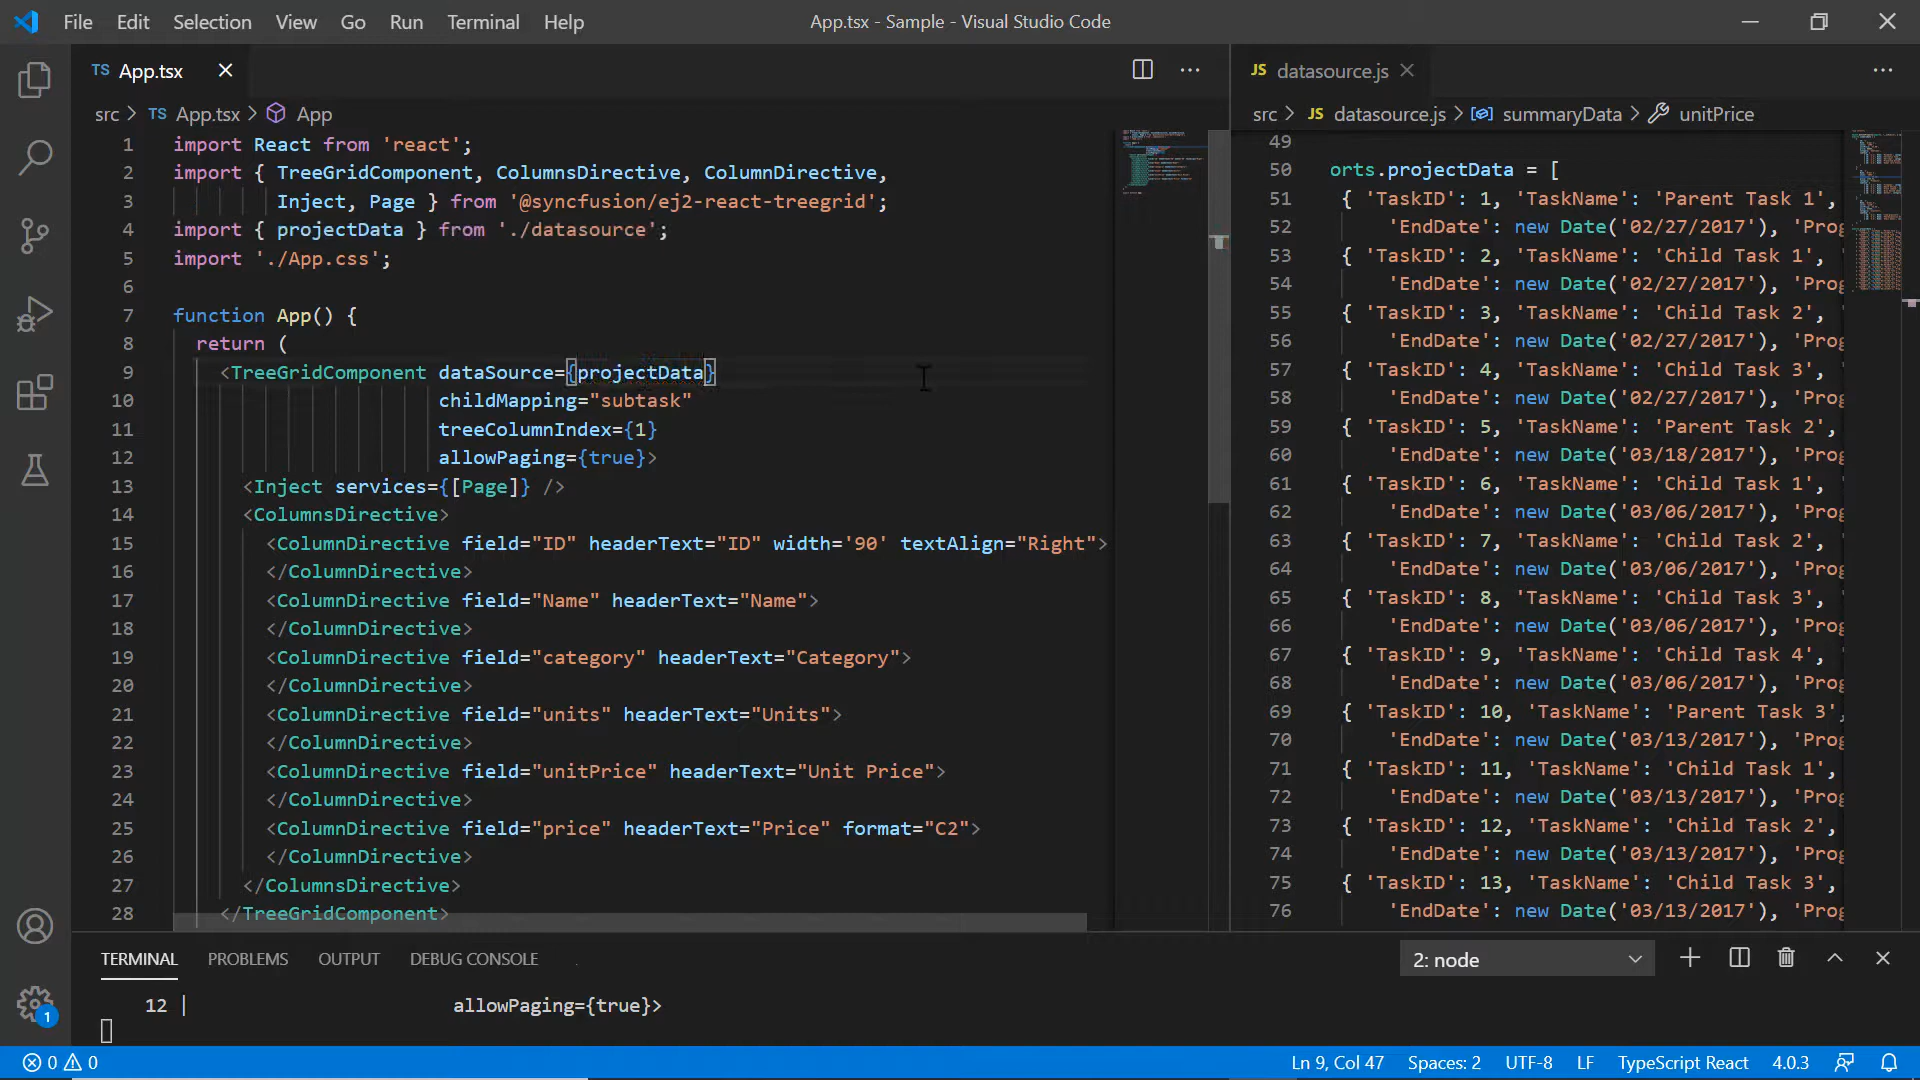 File Edit Selection View Go Run Terminal Help
App.tsx - Sample - Visual Studio Code
TS App.tsx
src > TS App.tsx > App
1 import React from 'react';
2 import { TreeGridComponent, ColumnsDirective, ColumnDirective,
3 Inject, Page } from '@syncfusion/ej2-react-treegrid';
4 import { projectData } from './datasource';
5 import './App.css';
6
7 function App() {
8 return (
9 <TreeGridComponent dataSource={projectData}
10 childMapping="subtask"
11 treeColumnIndex={1}
12 allowPaging={true}>
13 <Inject services={[Page]} />
14 <ColumnsDirective>
15 <ColumnDirective field="ID" headerText="ID" width='90' textAlign="Right">
16 </ColumnDirective>
17 <ColumnDirective field="Name" headerText="Name">
18 </ColumnDirective>
19 <ColumnDirective field="category" headerText="Category">
20 </ColumnDirective>
21 <ColumnDirective field="units" headerText="Units">
22 </ColumnDirective>
23 <ColumnDirective field="unitPrice" headerText="Unit Price">
24 </ColumnDirective>
25 <ColumnDirective field="price" headerText="Price" format="C2">
26 </ColumnDirective>
27 </ColumnsDirective>
28 </TreeGridComponent>
JS datasource.js
src > JS datasource.js > summaryData > unitPrice
49
50 orts.projectData = [
51 { 'TaskID': 1, 'TaskName': 'Parent Task 1',
52 'EndDate': new Date('02/27/2017'), 'Prog
53 { 'TaskID': 2, 'TaskName': 'Child Task 1',
54 'EndDate': new Date('02/27/2017'), 'Prog
55 { 'TaskID': 3, 'TaskName': 'Child Task 2',
56 'EndDate': new Date('02/27/2017'), 'Prog
57 { 'TaskID': 4, 'TaskName': 'Child Task 3',
58 'EndDate': new Date('02/27/2017'), 'Prog
59 { 'TaskID': 5, 'TaskName': 'Parent Task 2',
60 'EndDate': new Date('03/18/2017'), 'Prog
61 { 'TaskID': 6, 'TaskName': 'Child Task 1',
62 'EndDate': new Date('03/06/2017'), 'Prog
63 { 'TaskID': 7, 'TaskName': 'Child Task 2',
64 'EndDate': new Date('03/06/2017'), 'Prog
65 { 'TaskID': 8, 'TaskName': 'Child Task 3',
66 'EndDate': new Date('03/06/2017'), 'Prog
67 { 'TaskID': 9, 'TaskName': 'Child Task 4',
68 'EndDate': new Date('03/06/2017'), 'Prog
69 { 'TaskID': 10, 'TaskName': 'Parent Task 3',
70 'EndDate': new Date('03/13/2017'), 'Prog
71 { 'TaskID': 11, 'TaskName': 'Child Task 1',
72 'EndDate': new Date('03/13/2017'), 'Prog
73 { 'TaskID': 12, 'TaskName': 'Child Task 2',
74 'EndDate': new Date('03/13/2017'), 'Prog
75 { 'TaskID': 13, 'TaskName': 'Child Task 3',
76 'EndDate': new Date('03/13/2017'), 'Prog
TERMINAL PROBLEMS OUTPUT DEBUG CONSOLE
2: node
12 | allowPaging={true}>
1
0 0
Ln 9, Col 47 Spaces: 2 UTF-8 LF TypeScript React 4.0.3